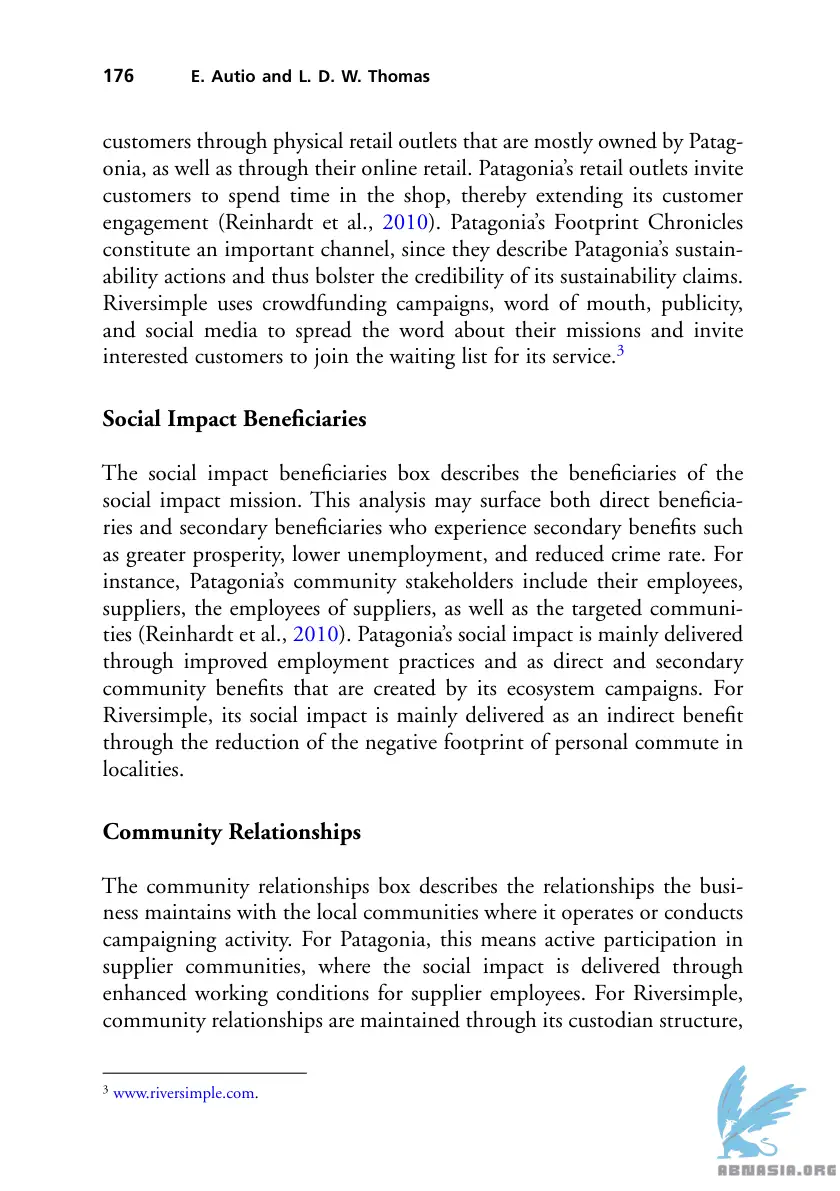 176 E. Autio and L. D. W. Thomas
customers through physical retail outlets that are mostly owned by Patag-
onia, as well as through their online retail. Patagonia’s retail outlets invite
customers to spend time in the shop, thereby extending its customer
engagement (Reinhardt et al., 2010). Patagonia’s Footprint Chronicles
constitute an important channel, since they describe Patagonia’s sustain-
ability actions and thus bolster the credibility of its sustainability claims.
Riversimple uses crowdfunding campaigns, word of mouth, publicity,
and social media to spread the word about their missions and invite
interested customers to join the waiting list for its service.3
Social Impact Beneficiaries
The social impact beneficiaries box describes the beneficiaries of the
social impact mission. This analysis may surface both direct beneficia-
ries and secondary beneficiaries who experience secondary benefits such
as greater prosperity, lower unemployment, and reduced crime rate. For
instance, Patagonia’s community stakeholders include their employees,
suppliers, the employees of suppliers, as well as the targeted communi-
ties (Reinhardt et al., 2010). Patagonia’s social impact is mainly delivered
through improved employment practices and as direct and secondary
community benefits that are created by its ecosystem campaigns. For
Riversimple, its social impact is mainly delivered as an indirect benefit
through the reduction of the negative footprint of personal commute in
localities.
Community Relationships
The community relationships box describes the relationships the busi-
ness maintains with the local communities where it operates or conducts
campaigning activity. For Patagonia, this means active participation in
supplier communities, where the social impact is delivered through
enhanced working conditions for supplier employees. For Riversimple,
community relationships are maintained through its custodian structure,
3 www.riversimple.com.
ABNASIA.ORG